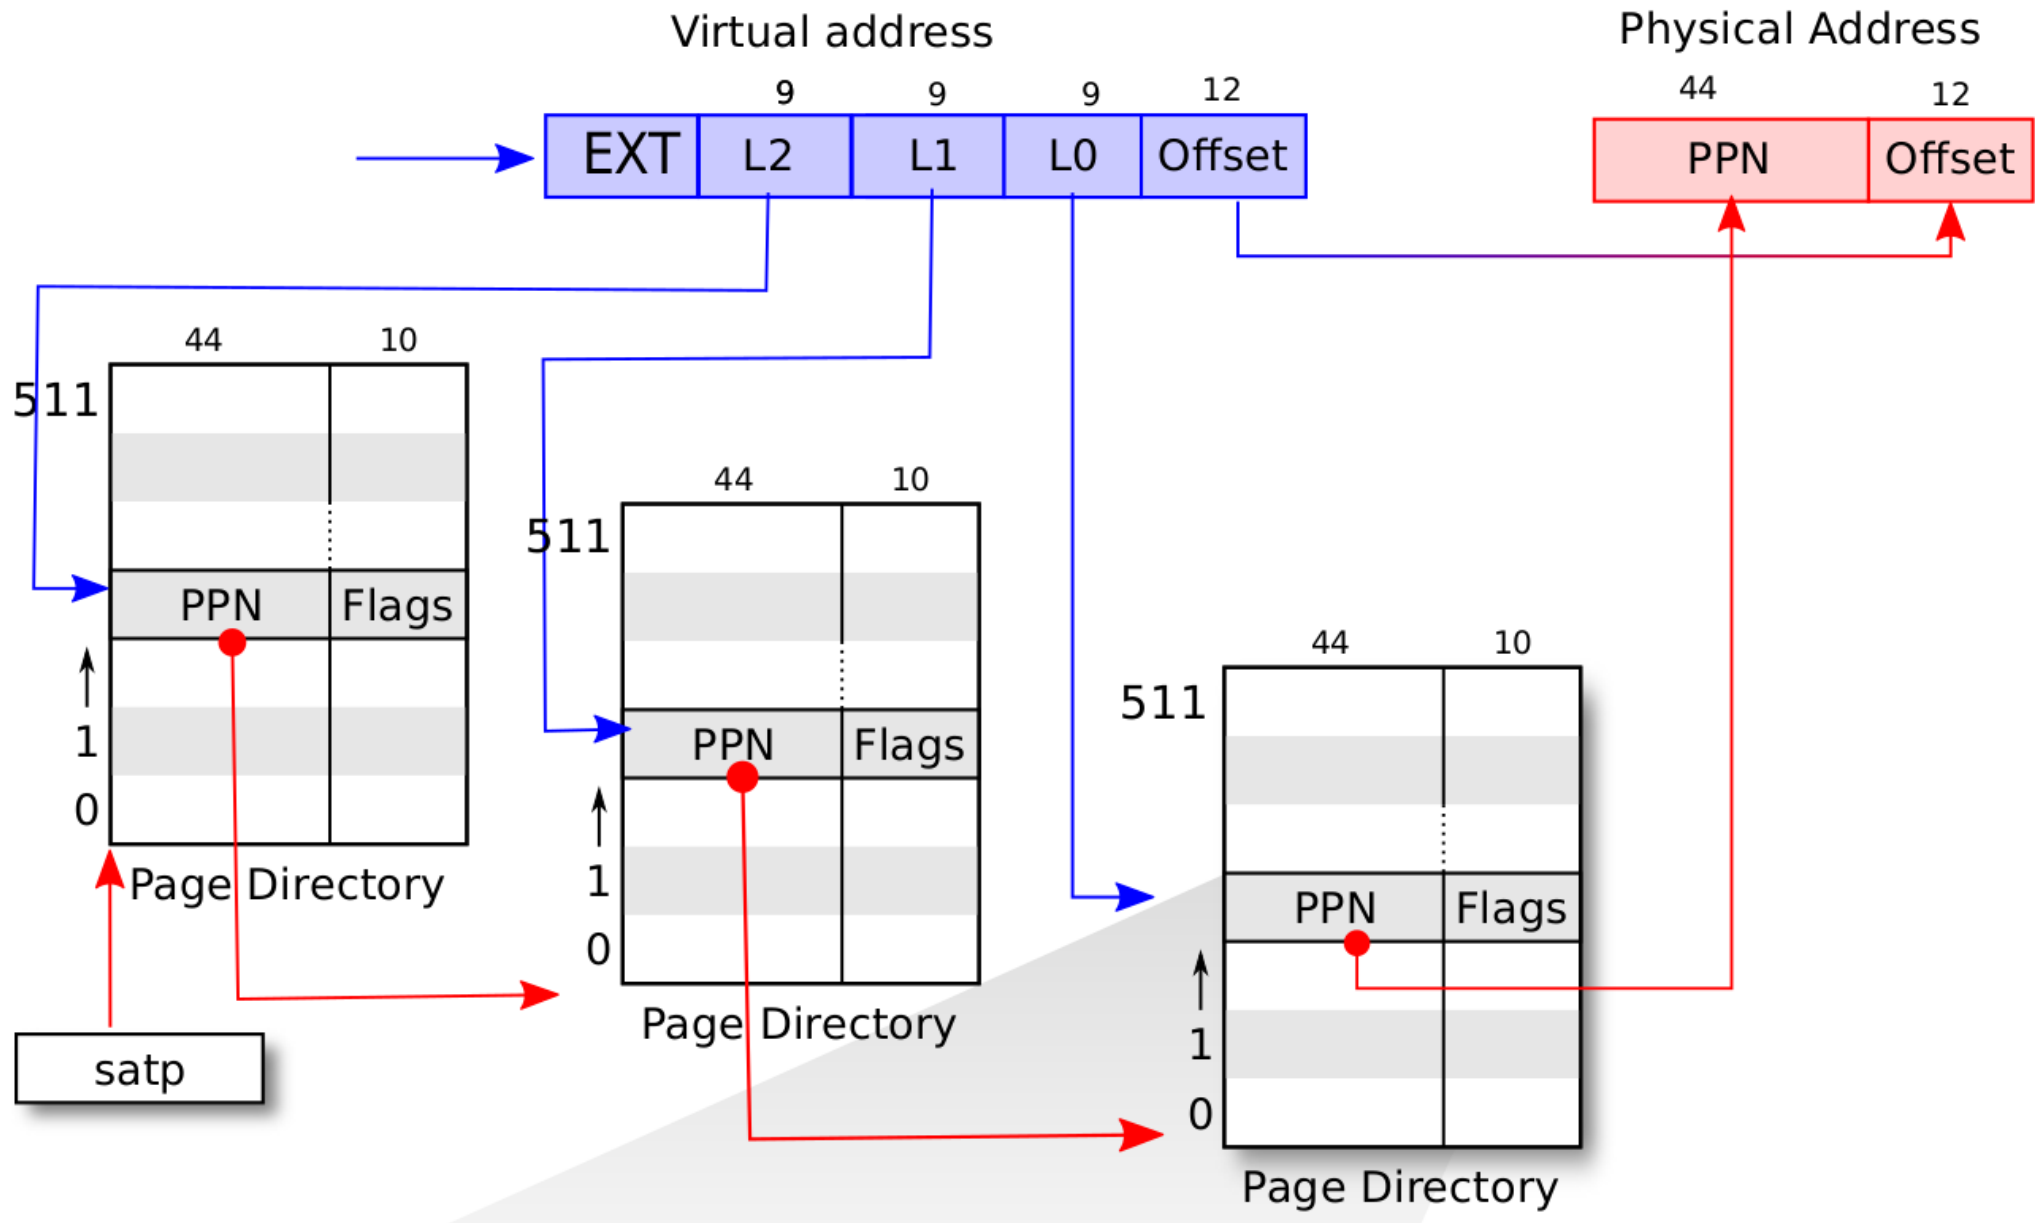 Virtual address
Physical Address
9 9 9 12
44 12
EXT L2 L1 L0 Offset
PPN Offset
44 10
511
PPN Flags
1
0
Page Directory
satp
44 10
511
PPN Flags
1
0
Page Directory
44 10
511
PPN Flags
1
0
Page Directory